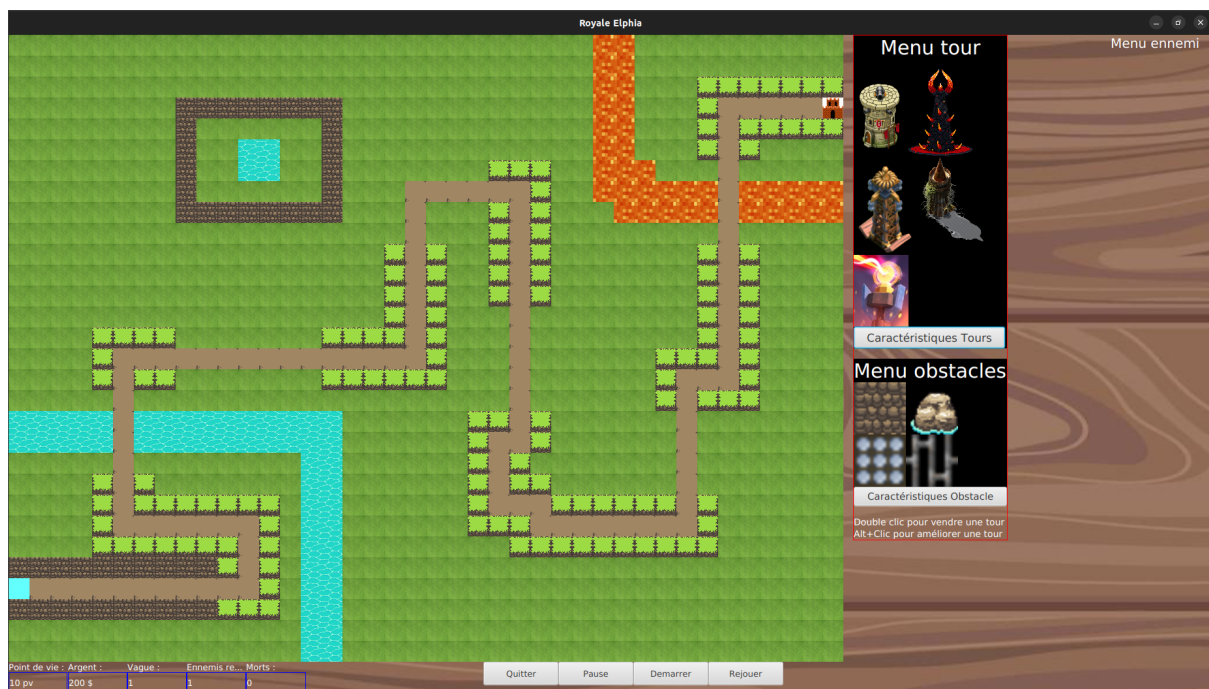 Royale Elphia
Menu tour
Menu ennemi
Caractéristiques Tours
Menu obstacles
Caractéristiques Obstacle
Double clic pour vendre une tour
Alt+Clic pour améliorer une tour
Point de vie : Argent : Vague : Ennemis re... Morts :
10 pv 200 $ 1 1 0
Quitter Pause Demarrer Rejouer